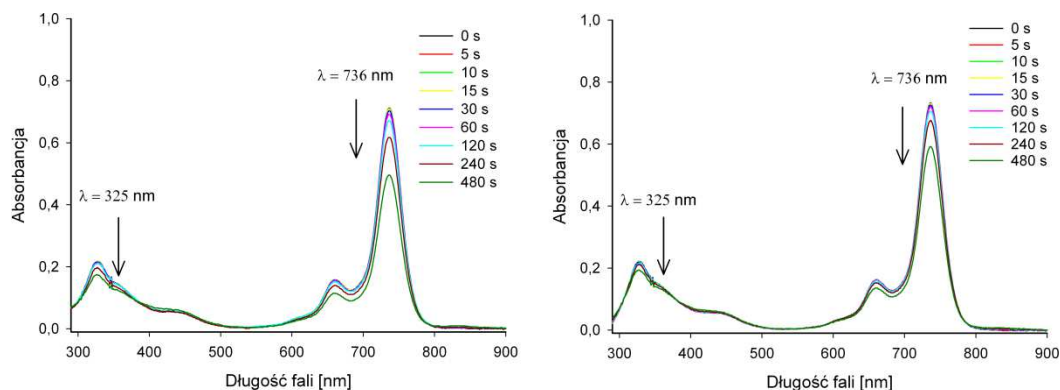 1,0
0,8
0,6
0,4
0,2
0,0
Absorbancja
300 400 500 600 700 800 900
Długość fali [nm]
λ = 325 nm
λ = 736 nm
0 s
5 s
10 s
15 s
30 s
60 s
120 s
240 s
480 s
1,0
0,8
0,6
0,4
0,2
0,0
Absorbancja
300 400 500 600 700 800 900
Długość fali [nm]
λ = 325 nm
λ = 736 nm
0 s
5 s
10 s
15 s
30 s
60 s
120 s
240 s
480 s